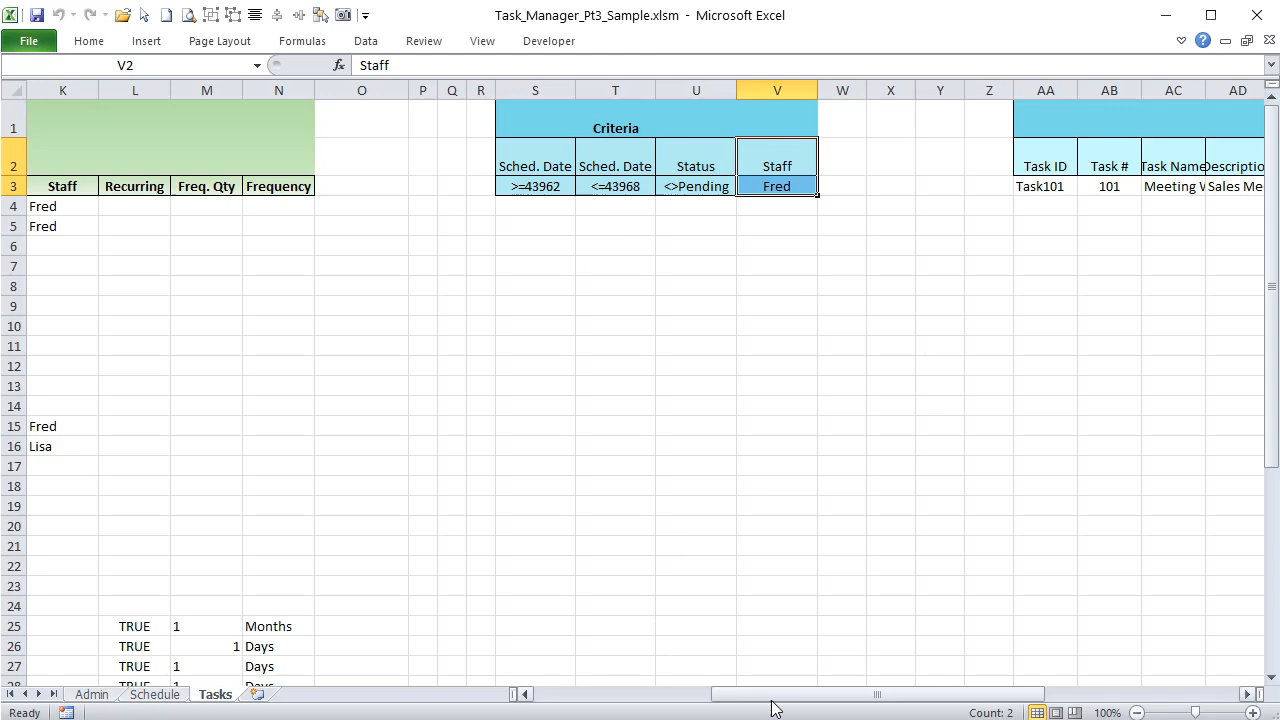 Task_Manager_Pt3_Sample.xlsm - Microsoft Excel
File Home Insert Page Layout Formulas Data Review View Developer
V2 fx Staff
K L M N O P Q R S T U V W X Y Z AA AB AC AD
1 Criteria
2 Sched. Date Sched. Date Status Staff Task ID Task # Task Name Descriptio
3 Staff Recurring Freq. Qty Frequency >=43962 <=43968 <>Pending Fred Task101 101 Meeting W Sales Me
4 Fred
5 Fred
6
7
8
9
10
11
12
13
14
15 Fred
16 Lisa
17
18
19
20
21
22
23
24
25 TRUE 1 Months
26 TRUE 1 Days
27 TRUE 1 Days
Admin Schedule Tasks
Ready Count: 2 100%